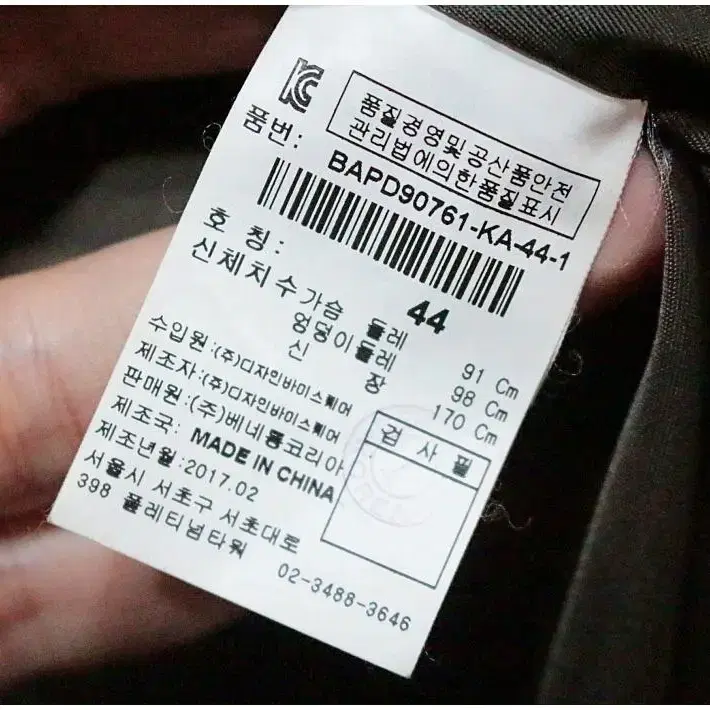 품질경영및공산품안전
관리법에의한품질표시
품번:
BAPD90761-KA-44-1
호 칭: 44
신체치수 가슴 둘레 91 Cm
엉덩이 둘레 98 Cm
신 장 170 Cm
수입원:(주)디자인바이스퀘어
제조자:(주)디자인바이스퀘어
판매원:(주)베네통코리아
제조국: MADE IN CHINA
제조년월:2017.02
서울시 서초구 서초대로
398 플레티넘타워
02-3488-3646
검 사 필